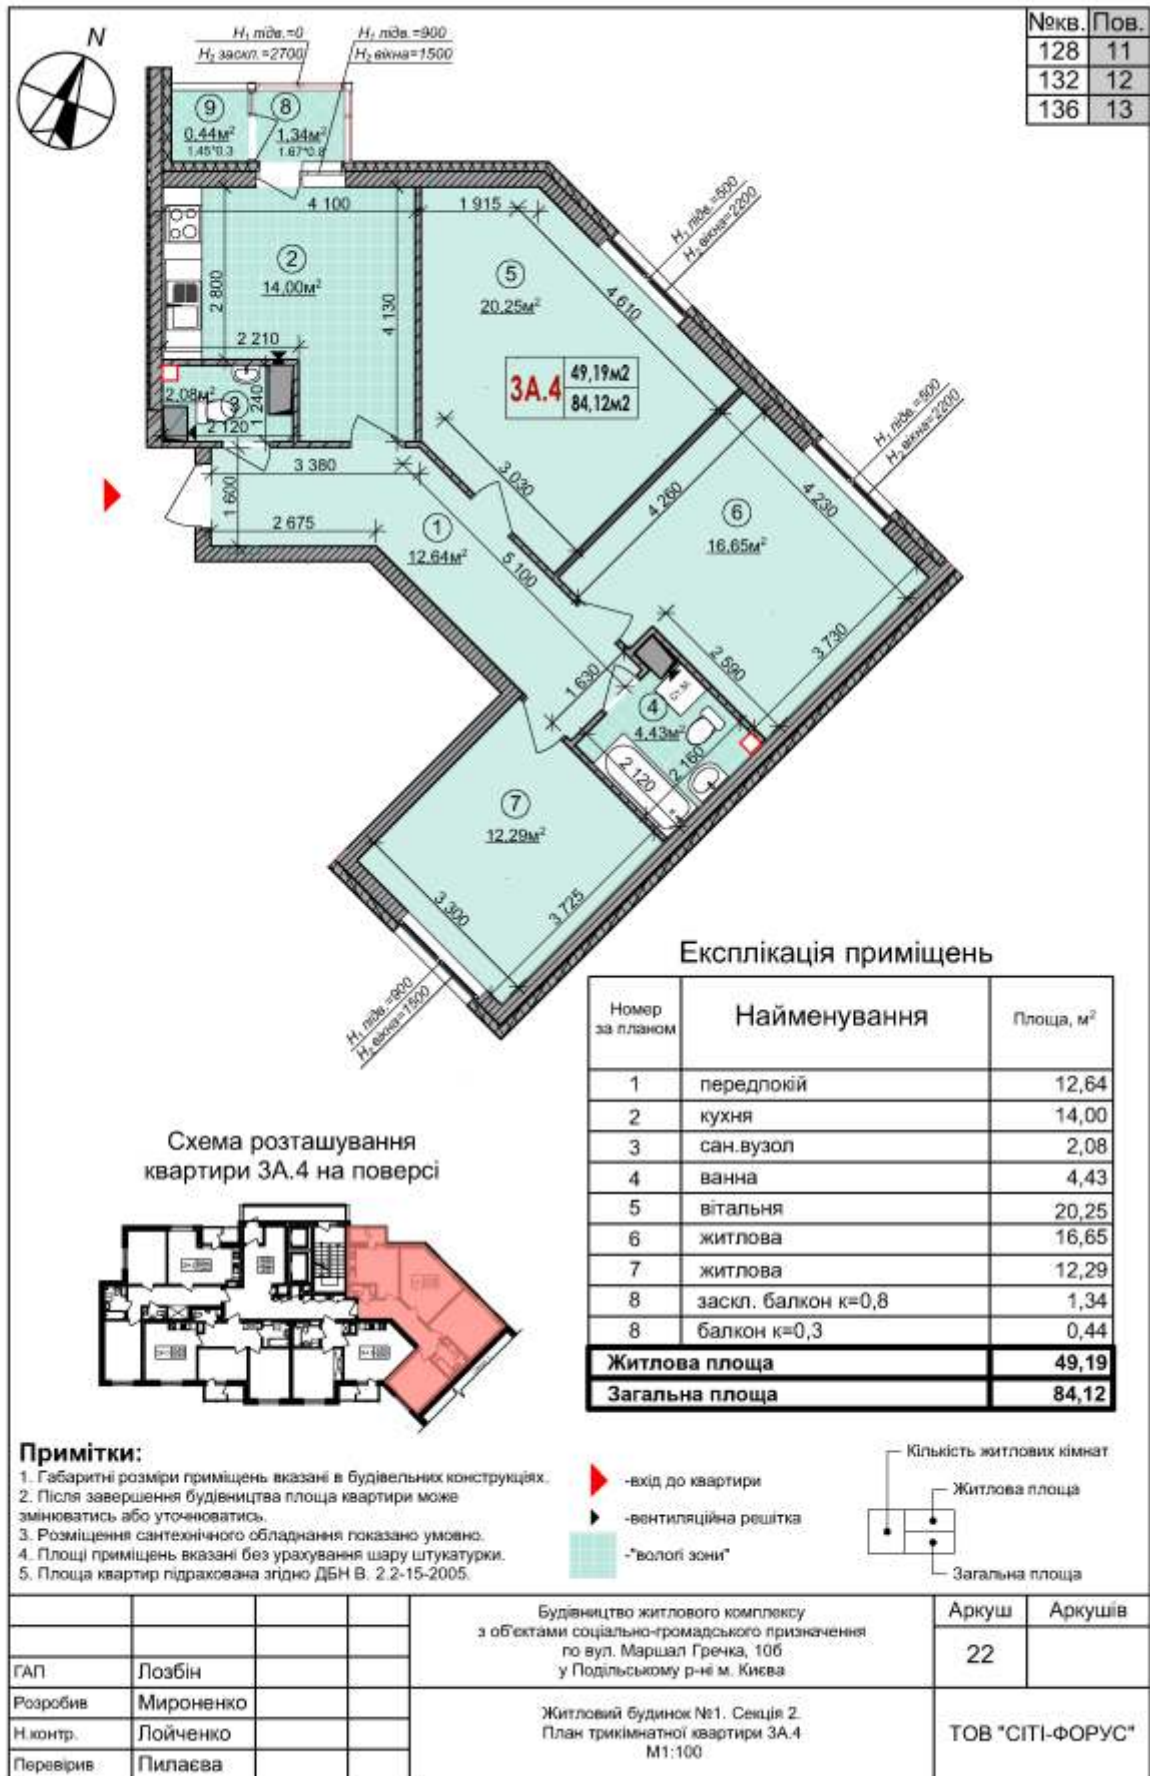 N
Н₁ підв.=0
Н₂ заскл.=2700
Н₁ підв.=900
Н₂ вікна=1500
№кв. Пов.
128 11
132 12
136 13
9
0,44м²
1.45*0.3
8
1,34м²
1.67*0.8
4 100
1 915
Н₁ підв.=500
Н₂ вікна=2200
2
14,00м²
2 800
4 130
2 210
5
20,25м²
4 610
3А.4
49,19м2
84,12м2
2,08м²
3
1 240
2 120
Н₁ підв.=500
Н₂ вікна=2200
3 380
1 600
2 675
3 030
4 260
4 230
1
12,64м²
5 100
6
16,65м²
3 730
2 590
1 630
4
4,43м²
2 160
2 120
7
12,29м²
3 300
3 725
Н₁ підв.=900
Н₂ вікна=1500
Експлікація приміщень
Номер за планом Найменування Площа, м²
1 передпокій 12,64
2 кухня 14,00
3 сан.вузол 2,08
4 ванна 4,43
5 вітальня 20,25
6 житлова 16,65
7 житлова 12,29
8 заскл. балкон к=0,8 1,34
8 балкон к=0,3 0,44
Житлова площа 49,19
Загальна площа 84,12
Схема розташування
квартири 3А.4 на поверсі
Примітки:
1. Габаритні розміри приміщень вказані в будівельних конструкціях.
2. Після завершення будівництва площа квартири може
змінюватись або уточнюватись.
3. Розміщення сантехнічного обладнання показано умовно.
4. Площі приміщень вказані без урахування шару штукатурки.
5. Площа квартир підрахована згідно ДБН В. 2.2-15-2005.
-вхід до квартири
-вентиляційна решітка
-"вологі зони"
Кількість житлових кімнат
Житлова площа
Загальна площа
Будівництво житлового комплексу
з об'єктами соціально-громадського призначення
по вул. Маршал Гречка, 10б
у Подільському р-ні м. Києва
Аркуш Аркушів
22
ГАП Лозбін
Розробив Мироненко
Н.контр. Лойченко
Перевірив Пилаєва
Житловий будинок №1. Секція 2.
План трикімнатної квартири 3А.4
М1:100
ТОВ "СІТІ-ФОРУС"